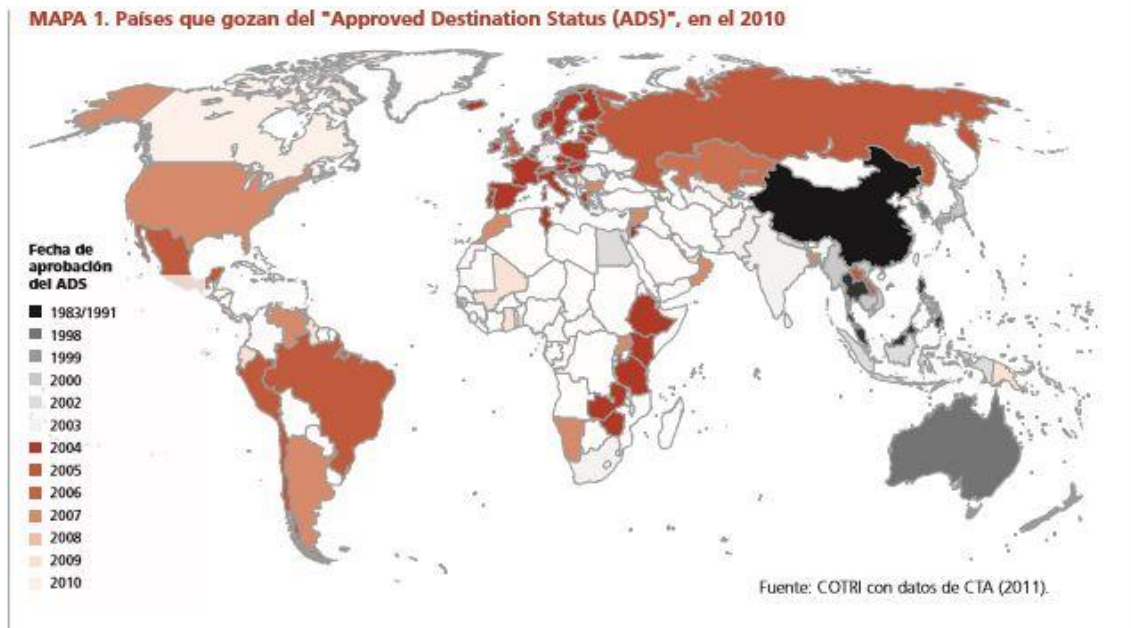 MAPA 1. Países que gozan del "Approved Destination Status (ADS)", en el 2010
Fecha de
aprobación
del ADS
1983/1991
1998
1999
2000
2002
2003
2004
2005
2006
2007
2008
2009
2010
Fuente: COTRI con datos de CTA (2011).